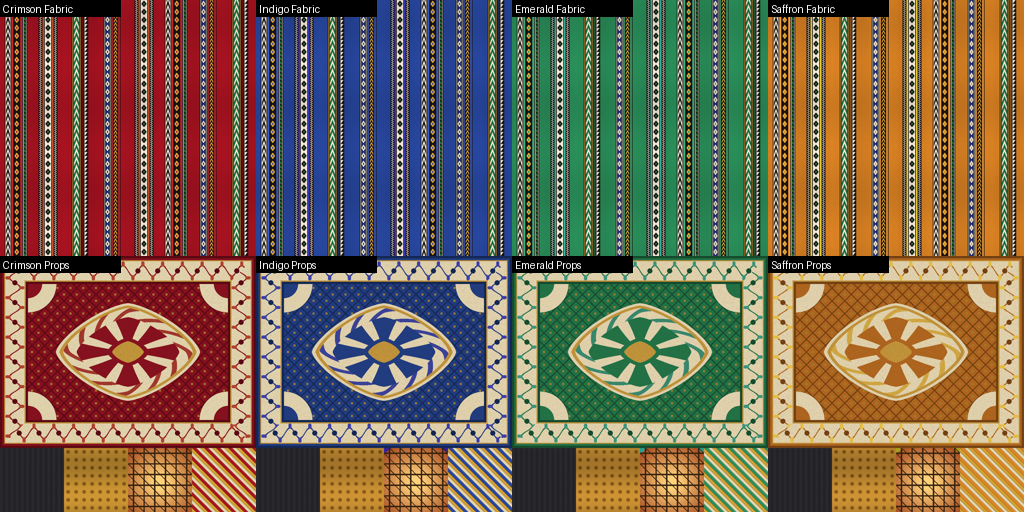 Crimson Fabric
Indigo Fabric
Emerald Fabric
Saffron Fabric
Crimson Props
Indigo Props
Emerald Props
Saffron Props